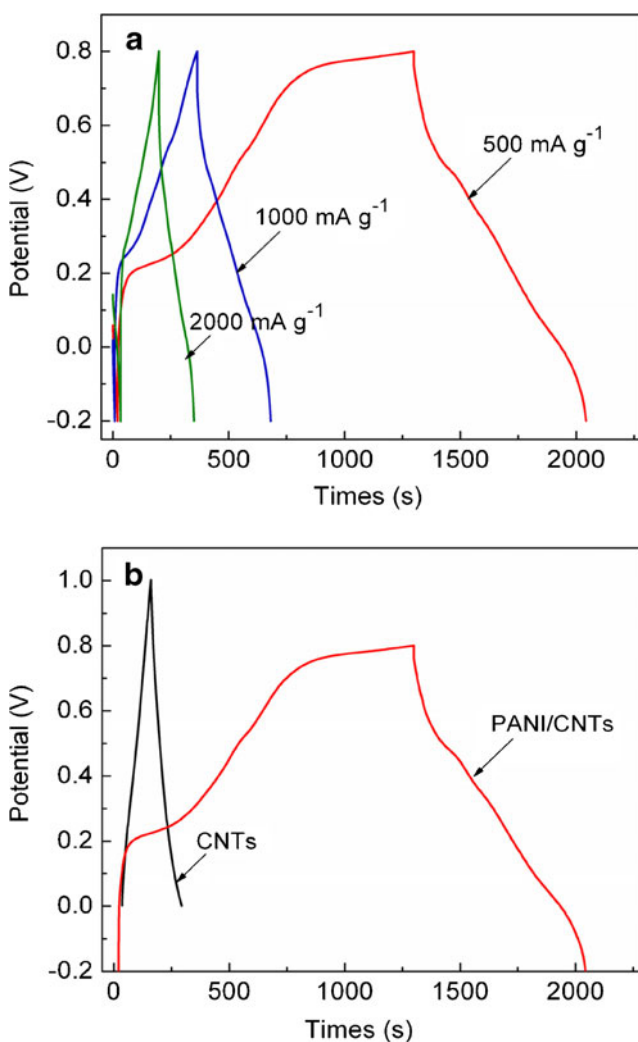 a
0.8
0.6
0.4
0.2
0.0
-0.2
Potential (V)
500 mA g-1
1000 mA g-1
2000 mA g-1
0 500 1000 1500 2000
Times (s)
b
1.0
0.8
0.6
0.4
0.2
0.0
-0.2
Potential (V)
PANI/CNTs
CNTs
0 500 1000 1500 2000
Times (s)